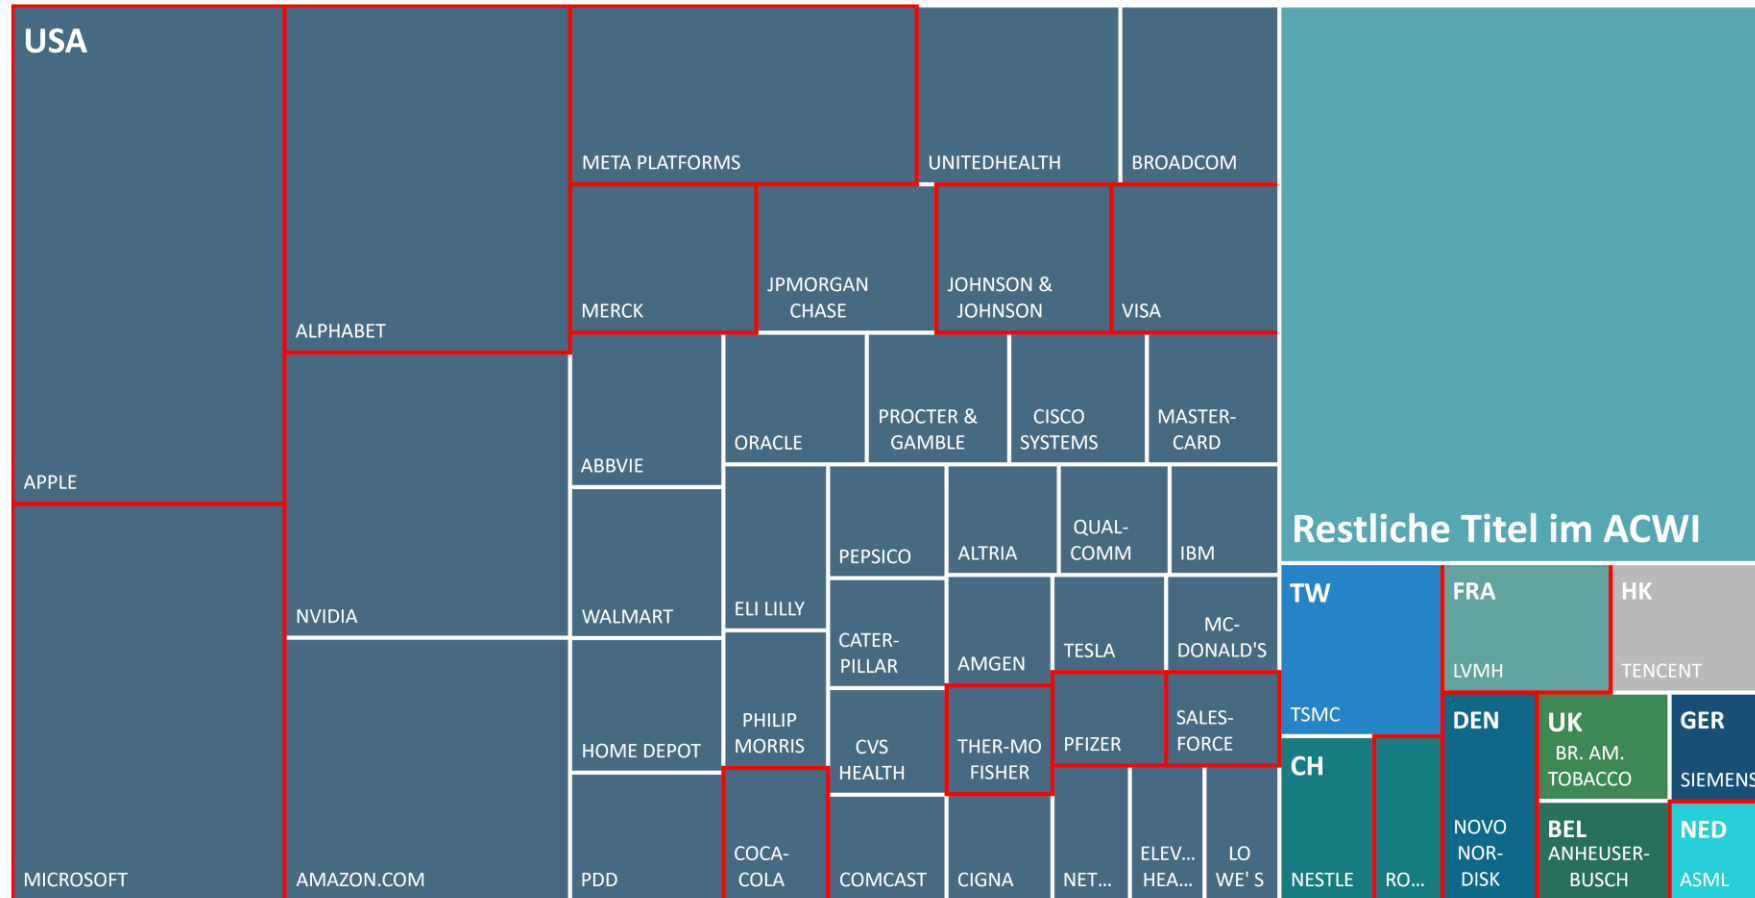 USA
APPLE
MICROSOFT
ALPHABET
NVIDIA
AMAZON.COM
META PLATFORMS
UNITEDHEALTH
BROADCOM
MERCK
JPMORGAN
CHASE
JOHNSON &
JOHNSON
VISA
ABBVIE
WALMART
HOME DEPOT
PDD
ORACLE
PROCTER &
GAMBLE
CISCO
SYSTEMS
MASTER-
CARD
ELI LILLY
PHILIP
MORRIS
COCA-
COLA
PEPSICO
CATER-
PILLAR
CVS
HEALTH
COMCAST
ALTRIA
QUAL-
COMM
IBM
AMGEN
TESLA
MC-
DONALD'S
THER-MO
FISHER
PFIZER
SALES-
FORCE
CIGNA
NET...
ELEV...
HEA...
LO
WE' S
Restliche Titel im ACWI
TW
TSMC
CH
NESTLE
RO...
FRA
LVMH
HK
TENCENT
DEN
NOVO
NOR-
DISK
UK
BR. AM.
TOBACCO
GER
SIEMENS
BEL
ANHEUSER-
BUSCH
NED
ASML